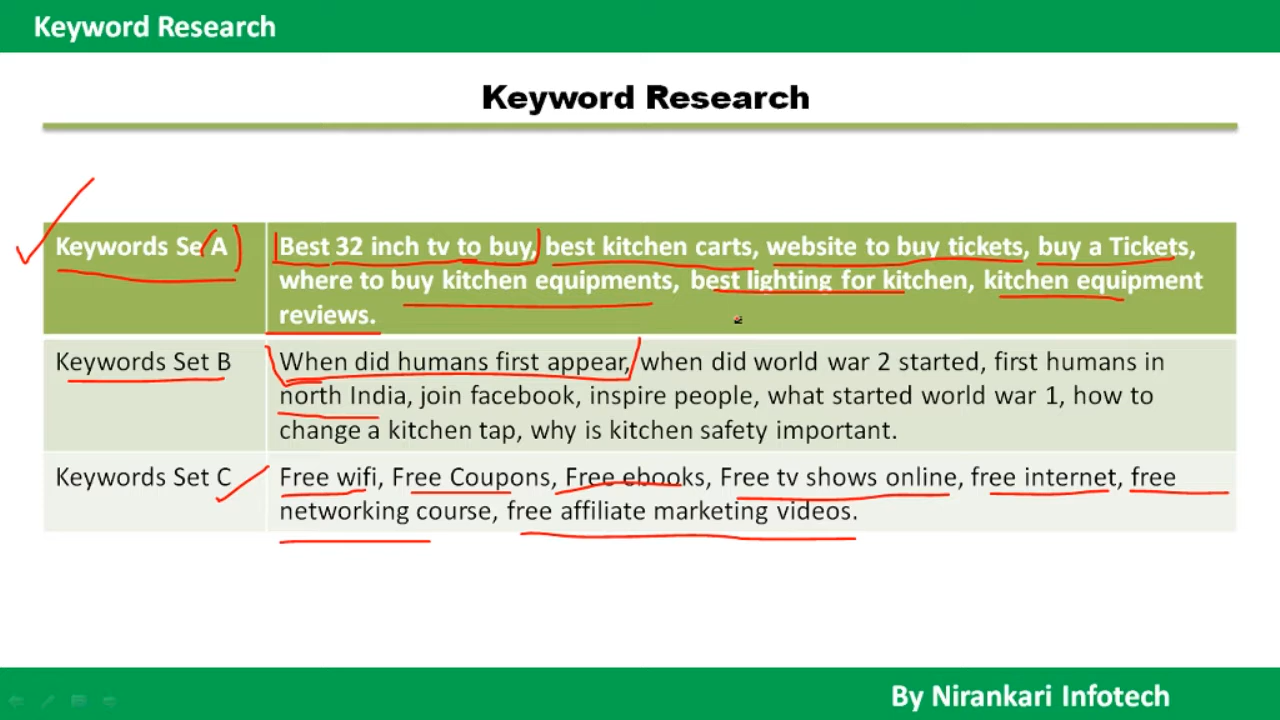 Keyword Research
Keyword Research
Keywords Se A
Best 32 inch tv to buy, best kitchen carts, website to buy tickets, buy a Tickets,
where to buy kitchen equipments, best lighting for kitchen, kitchen equipment
reviews.
Keywords Set B
When did humans first appear, when did world war 2 started, first humans in
north India, join facebook, inspire people, what started world war 1, how to
change a kitchen tap, why is kitchen safety important.
Keywords Set C
Free wifi, Free Coupons, Free ebooks, Free tv shows online, free internet, free
networking course, free affiliate marketing videos.
By Nirankari Infotech